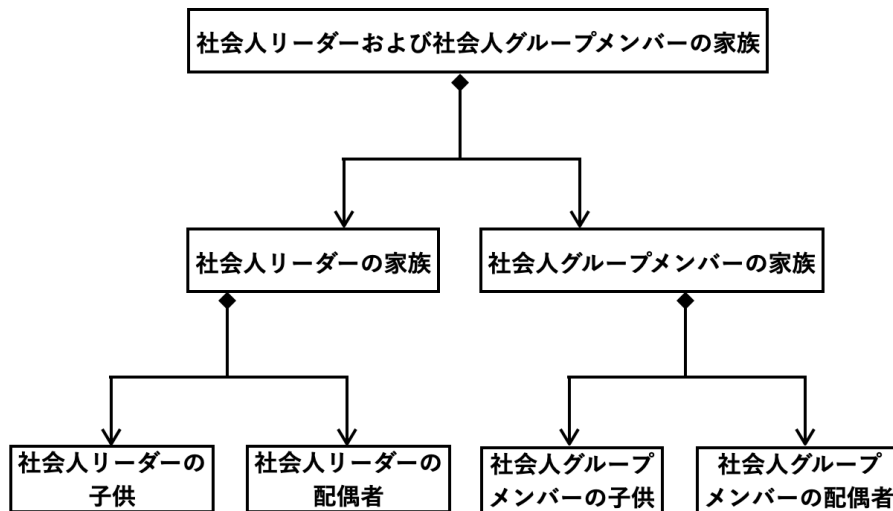 社会人リーダーおよび社会人グループメンバーの家族
社会人リーダーの家族
社会人グループメンバーの家族
社会人リーダーの
子供
社会人リーダーの
配偶者
社会人グループ
メンバーの子供
社会人グループ
メンバーの配偶者